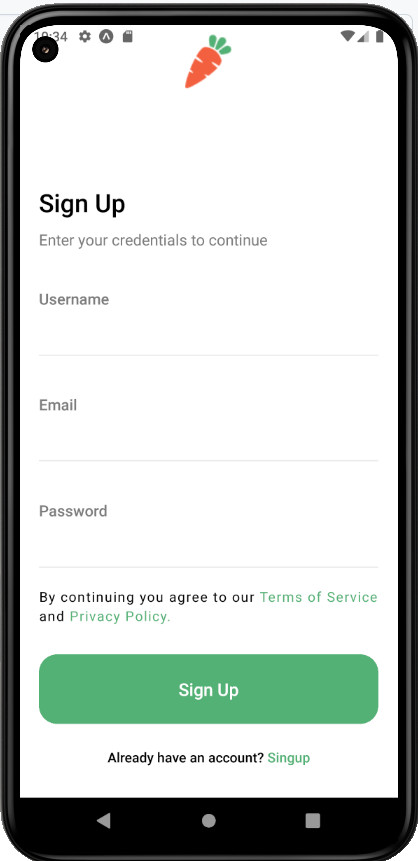 10:34
Sign Up
Enter your credentials to continue
Username
Email
Password
By continuing you agree to our Terms of Service
and Privacy Policy.
Sign Up
Already have an account? Singup